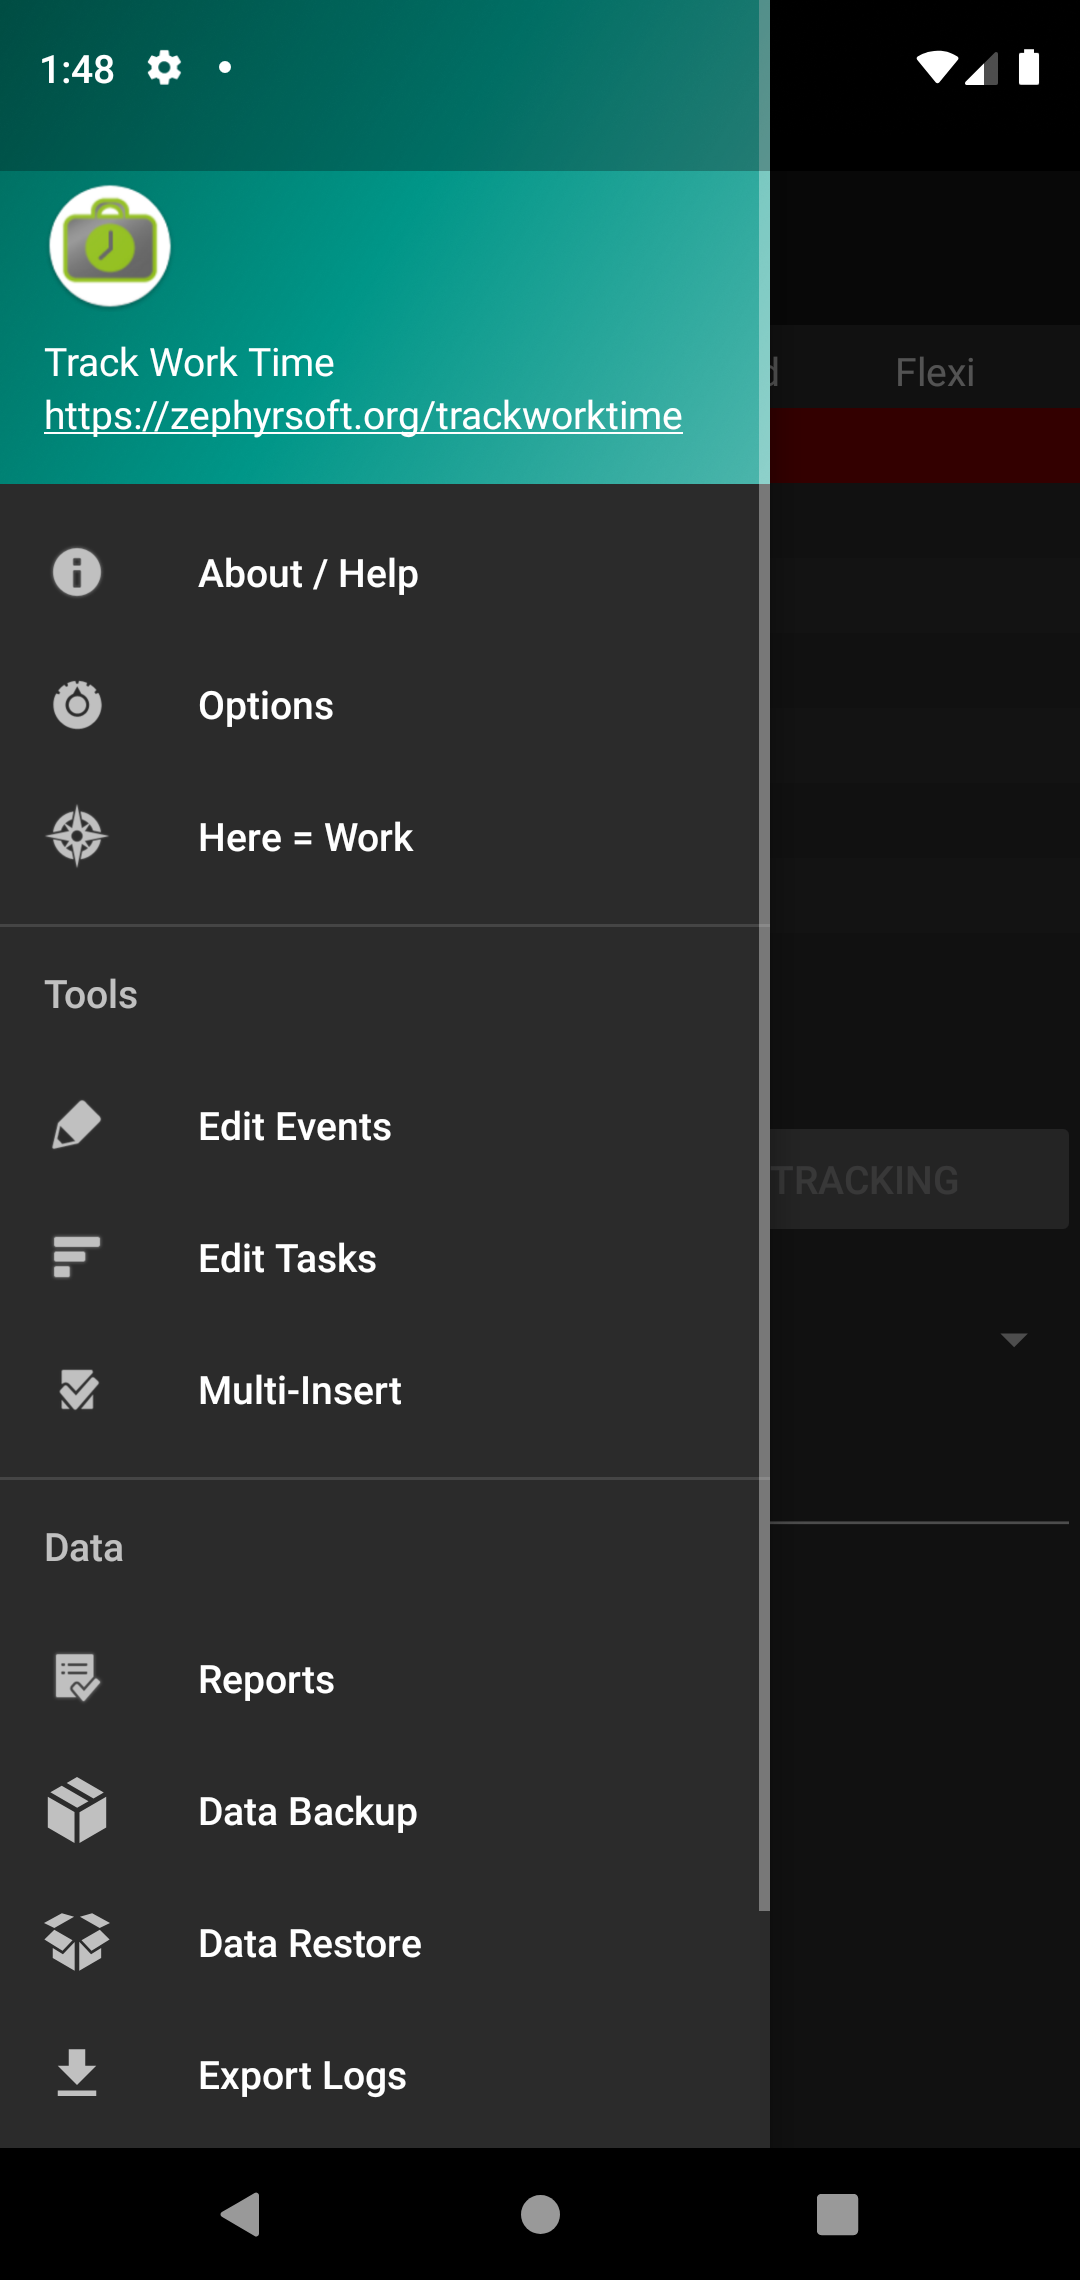 1:48
Track Work Time
https://zephyrsoft.org/trackworktime
Flexi
About / Help
Options
Here = Work
Tools
Edit Events
TRACKING
Edit Tasks
Multi-Insert
Data
Reports
Data Backup
Data Restore
Export Logs